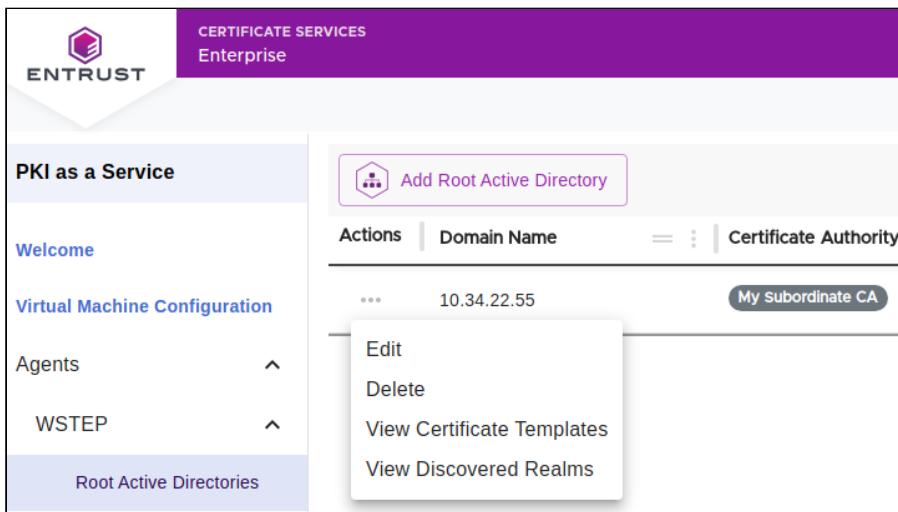 ENTRUST
CERTIFICATE SERVICES
Enterprise
PKI as a Service
Welcome
Virtual Machine Configuration
Agents
WSTEP
Root Active Directories
Add Root Active Directory
Actions Domain Name Certificate Authority
10.34.22.55 My Subordinate CA
Edit
Delete
View Certificate Templates
View Discovered Realms